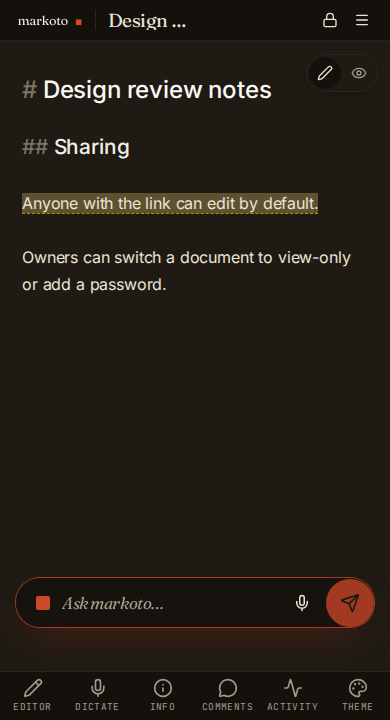 markoto
Design ...
# Design review notes
## Sharing
Anyone with the link can edit by default.
Owners can switch a document to view-only
or add a password.
Ask markoto...
EDITOR DICTATE INFO COMMENTS ACTIVITY THEME